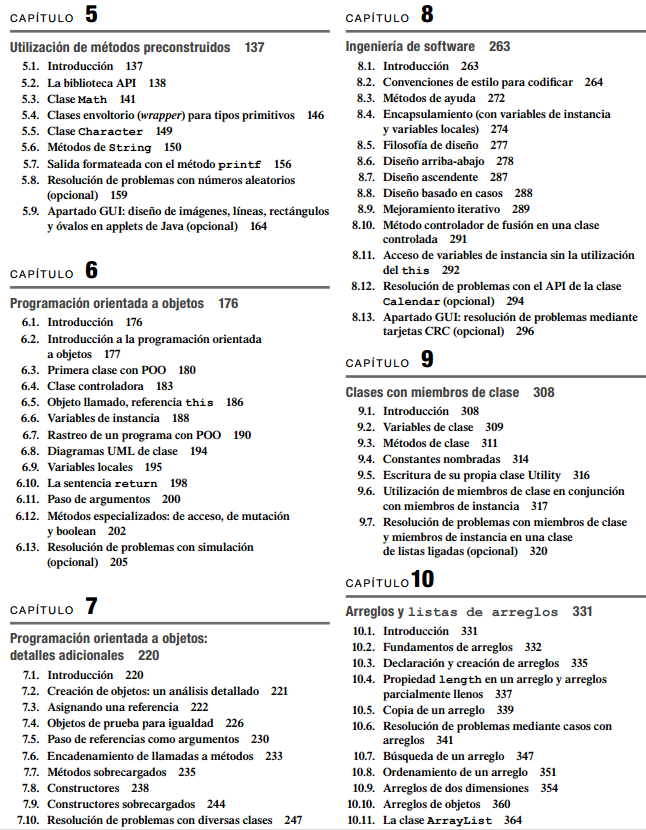 CAPÍTULO 5
Utilización de métodos preconstruidos 137
5.1. Introducción 137
5.2. La biblioteca API 138
5.3. Clase Math 141
5.4. Clases envoltorio (wrapper) para tipos primitivos 146
5.5. Clase Character 149
5.6. Métodos de String 150
5.7. Salida formateada con el método printf 156
5.8. Resolución de problemas con números aleatorios
(opcional) 159
5.9. Apartado GUI: diseño de imágenes, líneas, rectángulos
y óvalos en applets de Java (opcional) 164
CAPÍTULO 6
Programación orientada a objetos 176
6.1. Introducción 176
6.2. Introducción a la programación orientada
a objetos 177
6.3. Primera clase con POO 180
6.4. Clase controladora 183
6.5. Objeto llamado, referencia this 186
6.6. Variables de instancia 188
6.7. Rastreo de un programa con POO 190
6.8. Diagramas UML de clase 194
6.9. Variables locales 195
6.10. La sentencia return 198
6.11. Paso de argumentos 200
6.12. Métodos especializados: de acceso, de mutación
y boolean 202
6.13. Resolución de problemas con simulación
(opcional) 205
CAPÍTULO 7
Programación orientada a objetos:
detalles adicionales 220
7.1. Introducción 220
7.2. Creación de objetos: un análisis detallado 221
7.3. Asignando una referencia 222
7.4. Objetos de prueba para igualdad 226
7.5. Paso de referencias como argumentos 230
7.6. Encadenamiento de llamadas a métodos 233
7.7. Métodos sobrecargados 235
7.8. Constructores 238
7.9. Constructores sobrecargados 244
7.10. Resolución de problemas con diversas clases 247
CAPÍTULO 8
Ingeniería de software 263
8.1. Introducción 263
8.2. Convenciones de estilo para codificar 264
8.3. Métodos de ayuda 272
8.4. Encapsulamiento (con variables de instancia
y variables locales) 274
8.5. Filosofía de diseño 277
8.6. Diseño arriba-abajo 278
8.7. Diseño ascendente 287
8.8. Diseño basado en casos 288
8.9. Mejoramiento iterativo 289
8.10. Método controlador de fusión en una clase
controlada 291
8.11. Acceso de variables de instancia sin la utilización
del this 292
8.12. Resolución de problemas con el API de la clase
Calendar (opcional) 294
8.13. Apartado GUI: resolución de problemas mediante
tarjetas CRC (opcional) 296
CAPÍTULO 9
Clases con miembros de clase 308
9.1. Introducción 308
9.2. Variables de clase 309
9.3. Métodos de clase 311
9.4. Constantes nombradas 314
9.5. Escritura de su propia clase Utility 316
9.6. Utilización de miembros de clase en conjunción
con miembros de instancia 317
9.7. Resolución de problemas con miembros de clase
y miembros de instancia en una clase
de listas ligadas (opcional) 320
CAPÍTULO 10
Arreglos y listas de arreglos 331
10.1. Introducción 331
10.2. Fundamentos de arreglos 332
10.3. Declaración y creación de arreglos 335
10.4. Propiedad length en un arreglo y arreglos
parcialmente llenos 337
10.5. Copia de un arreglo 339
10.6. Resolución de problemas mediante casos con
arreglos 341
10.7. Búsqueda de un arreglo 347
10.8. Ordenamiento de un arreglo 351
10.9. Arreglos de dos dimensiones 354
10.10. Arreglos de objetos 360
10.11. La clase ArrayList 364